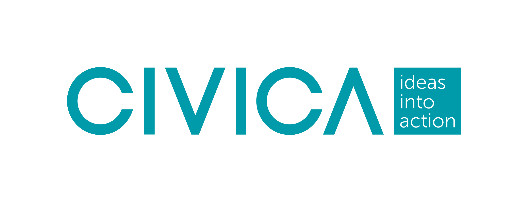 CIVICA
ideas
into
action